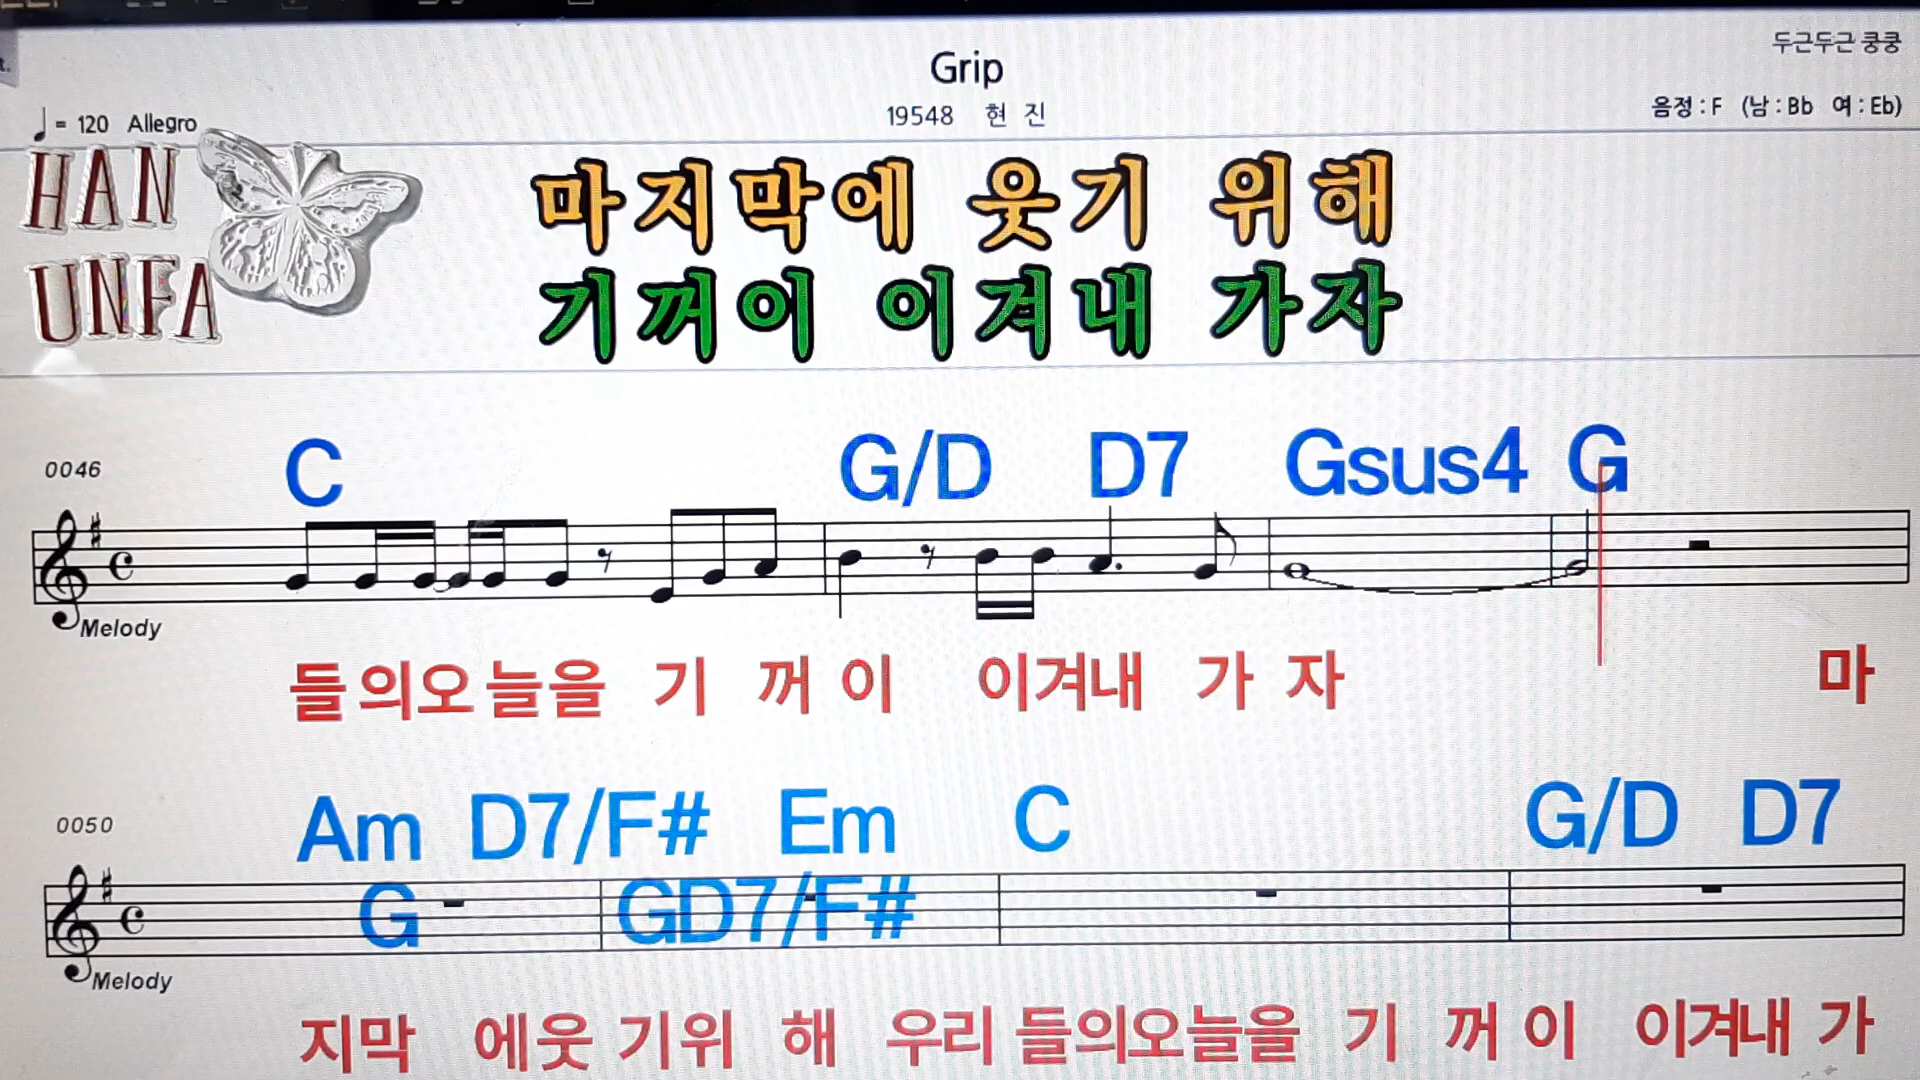 Grip
두근두근 쿵쿵
19548 현 진
음정 : F (남 : Bb 여 : Eb)
♩ = 120 Allegro
HAN
UNFA
마지막에 웃기 위해
기꺼이 이겨내 가자
0046
C G/D D7 Gsus4 G
Melody
들의오늘을 기 꺼 이 이겨내 가 자 마
0050
Am D7/F# Em C G/D D7
G GD7/F#
Melody
지막 에웃 기위 해 우리 들의오늘을 기 꺼 이 이겨내 가